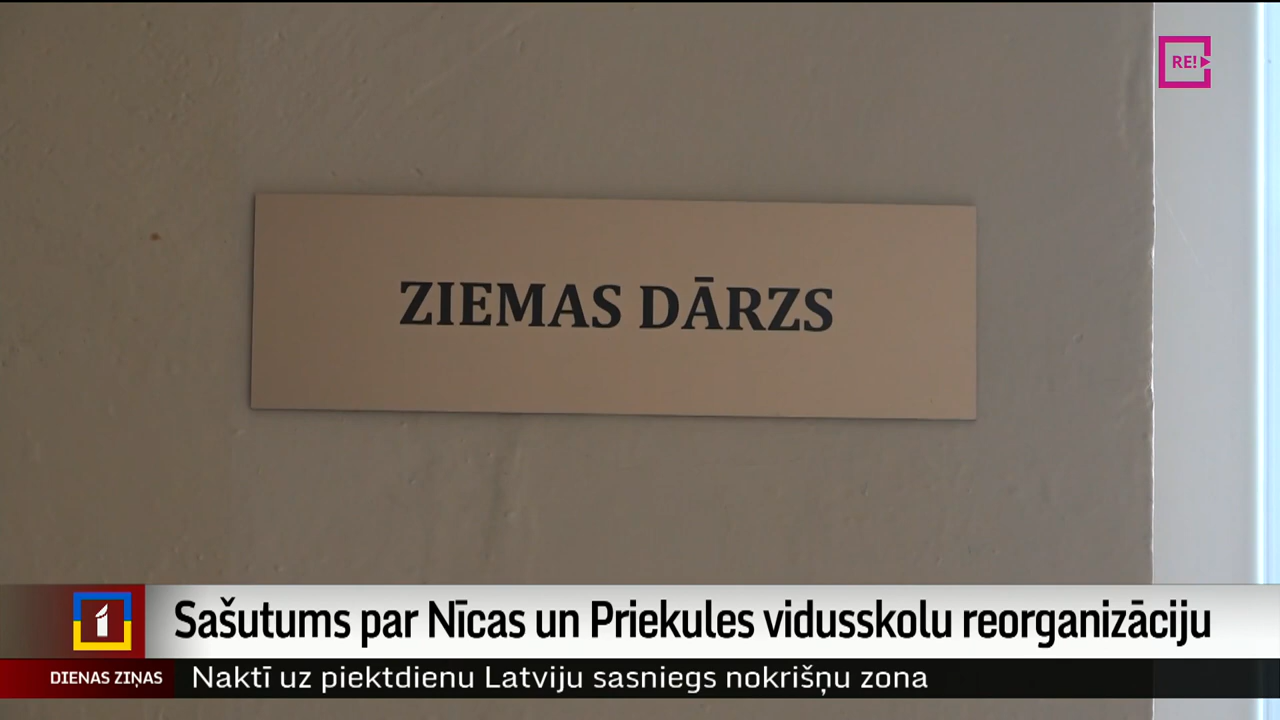 RE!
ZIEMAS DĀRZS
1
Sašutums par Nīcas un Priekules vidusskolu reorganizāciju
DIENAS ZIŅAS
Naktī uz piektdienu Latviju sasniegs nokrišņu zona